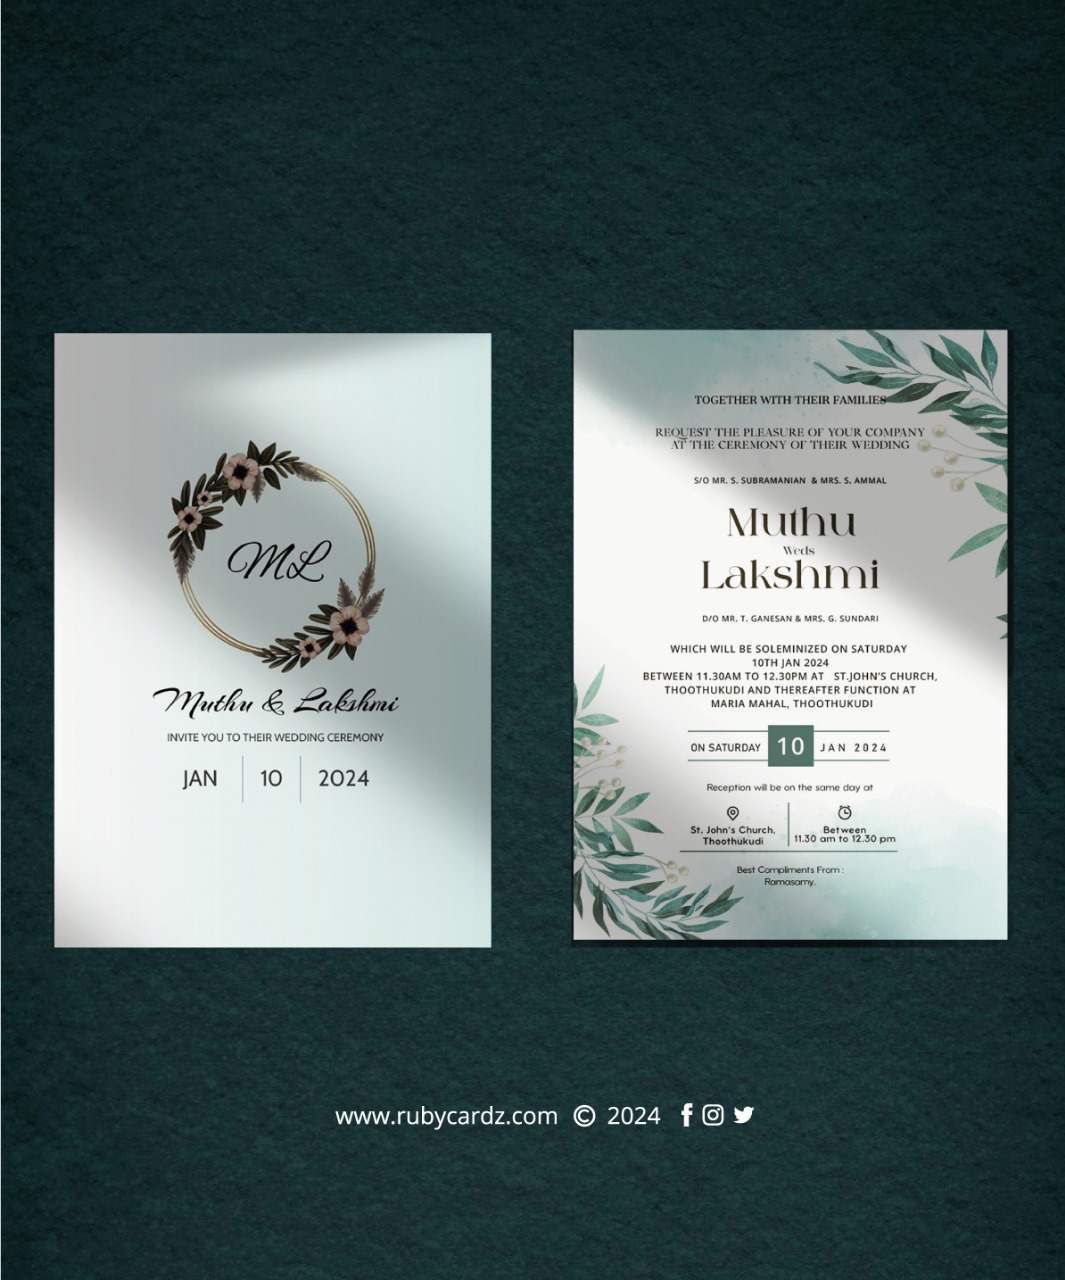 ML
Muthu & Lakshmi
INVITE YOU TO THEIR WEDDING CEREMONY
JAN 10 2024
TOGETHER WITH THEIR FAMILIES
REQUEST THE PLEASURE OF YOUR COMPANY
AT THE CEREMONY OF THEIR WEDDING
S/O MR. S. SUBRAMANIAN & MRS. S. AMMAL
Muthu
Weds
Lakshmi
D/O MR. T. GANESAN & MRS. G. SUNDARI
WHICH WILL BE SOLEMINIZED ON SATURDAY
10TH JAN 2024
BETWEEN 11.30AM TO 12.30PM AT ST.JOHN'S CHURCH,
THOOTHUKUDI AND THEREAFTER FUNCTION AT
MARIA MAHAL, THOOTHUKUDI
ON SATURDAY 10 JAN 2024
Reception will be on the same day at
St. John's Church,
Thoothukudi
Between
11.30 am to 12.30 pm
Best Compliments From :
Ramasamy.
www.rubycardz.com © 2024